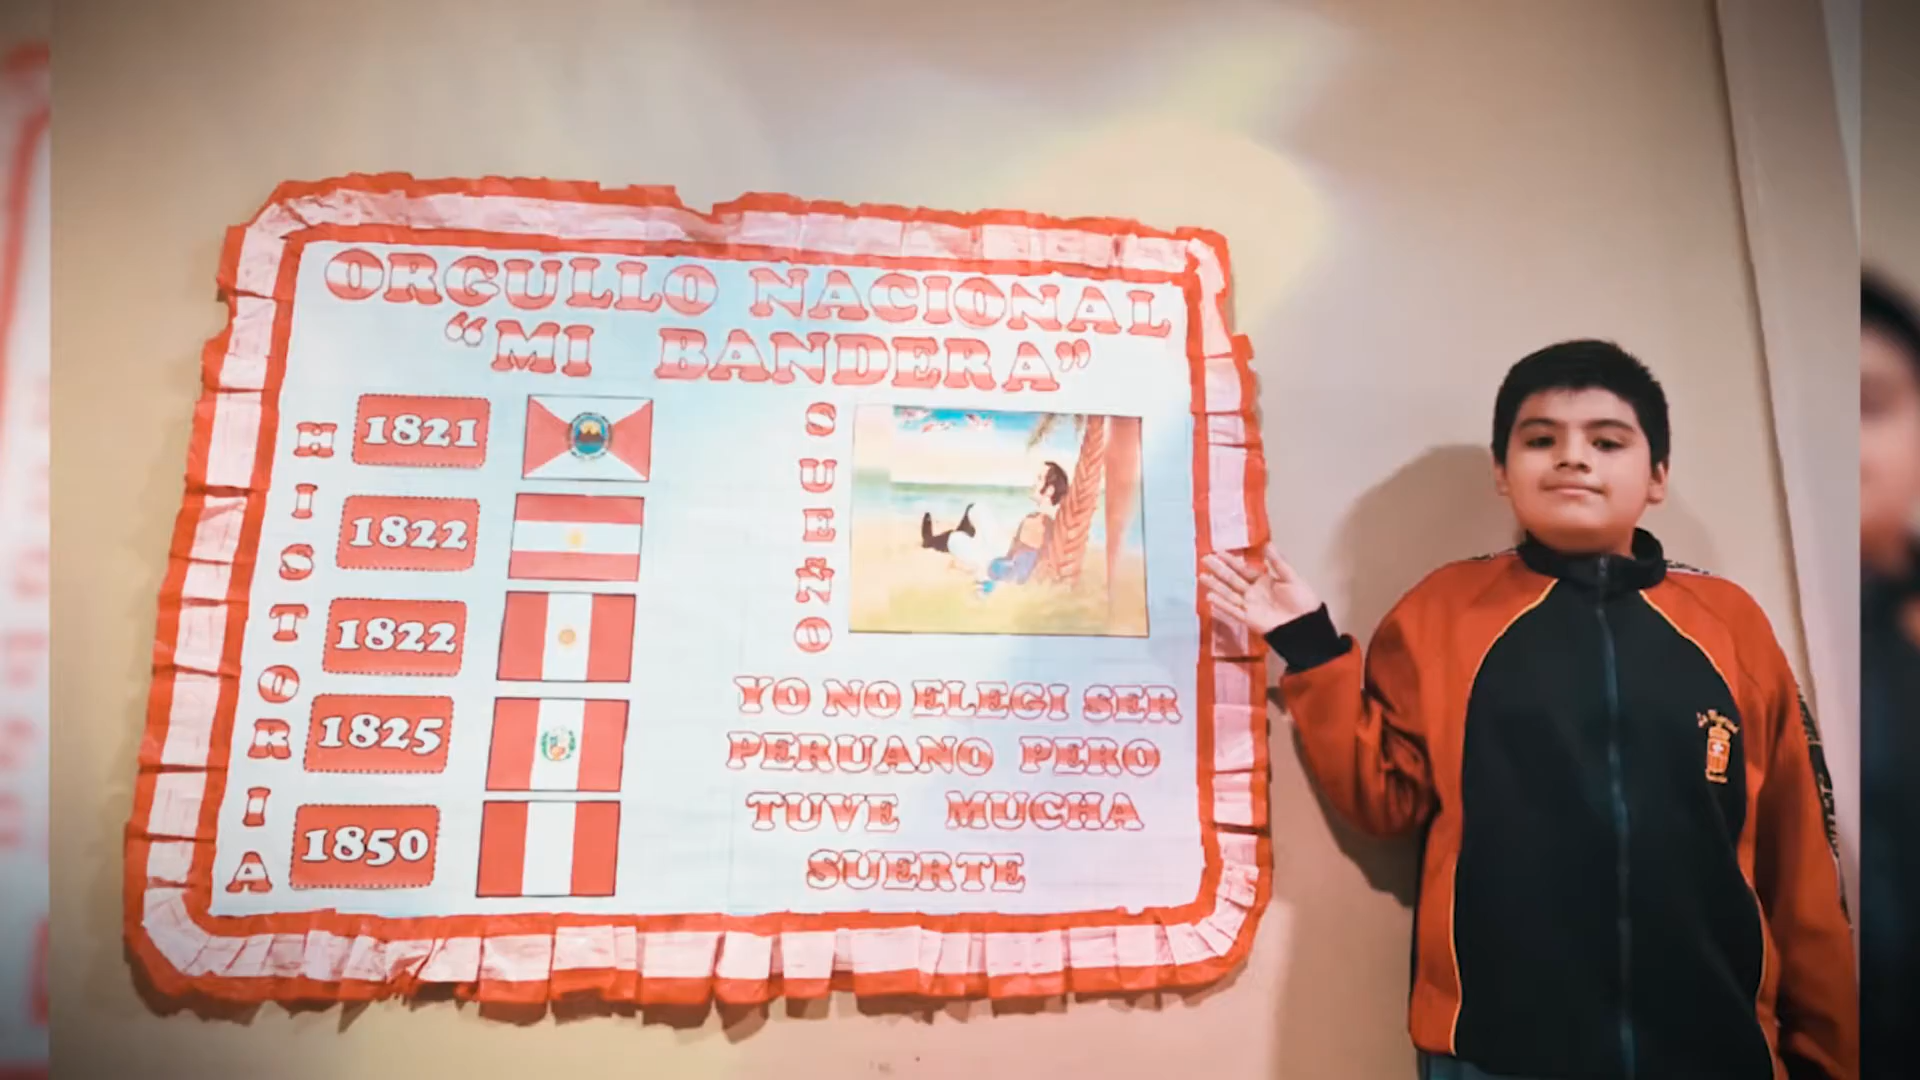 ORGULLO NACIONAL
“MI BANDERA”
HISTORIA
1821
1822
1822
1825
1850
SUEÑO
YO NO ELEGI SER
PERUANO PERO
TUVE MUCHA
SUERTE